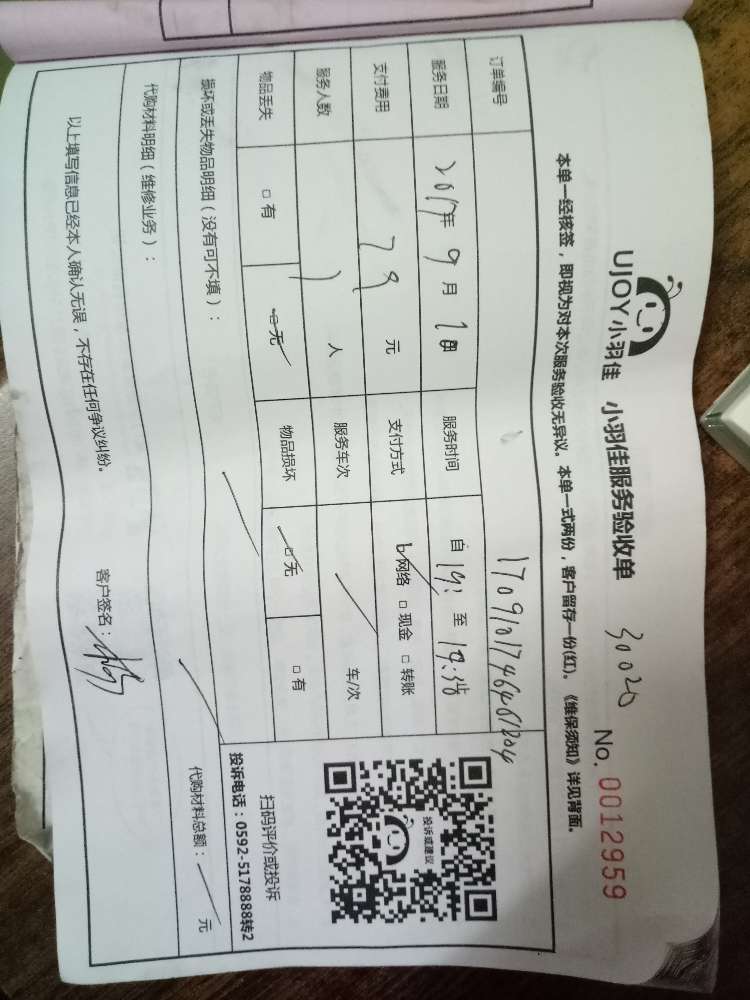 UJOY小羽佳 小羽佳服务验收单 30020 No. 0012959
本单一经核签，即视为对本次服务验收无异议。本单一式两份，客户留存一份(红)。《维保须知》详见背面。
订单编号
服务日期 2017年 9月 1日 服务时间 自 至
支付费用 79 元 支付方式 网络 □ 现金 □ 转账
服务人数 1 人 服务车次 车/次
物品丢失 □ 有 □ 无 物品损坏 □ 无 □ 有
损坏或丢失物品明细（没有可不填）：
代购材料明细（维修业务）：
代购材料总额： 元
投诉或建议
扫码评价或投诉
投诉电话：0592-5178888转2
以上填写信息已经本人确认无误，不存在任何争议纠纷。
客户签名：